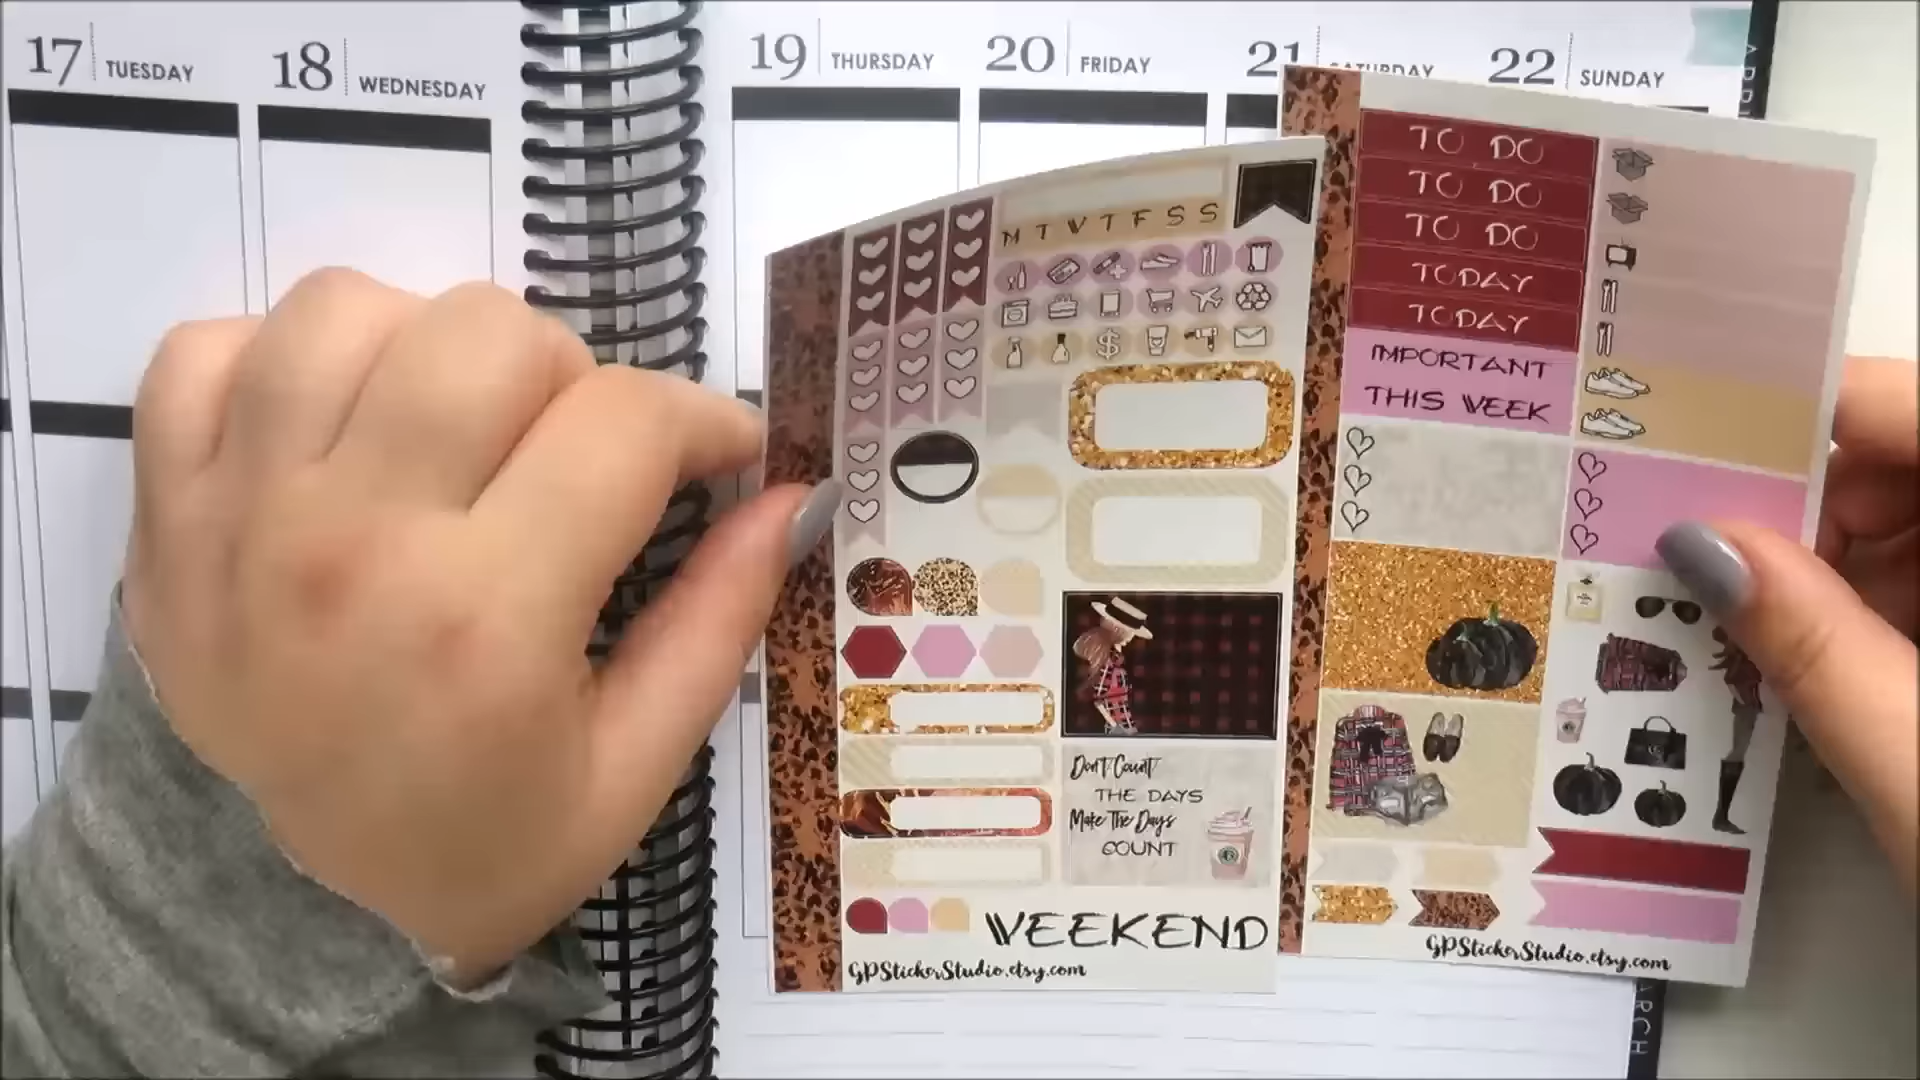 17 TUESDAY
18 WEDNESDAY
19 THURSDAY
20 FRIDAY
21 SATURDAY
22 SUNDAY
M T W T F S S
Don't Count
THE DAYS
Make The Days
COUNT
WEEKEND
GPStickerStudio.etsy.com
TO DO
TO DO
TO DO
TODAY
TODAY
IMPORTANT
THIS WEEK
GPStickerStudio.etsy.com